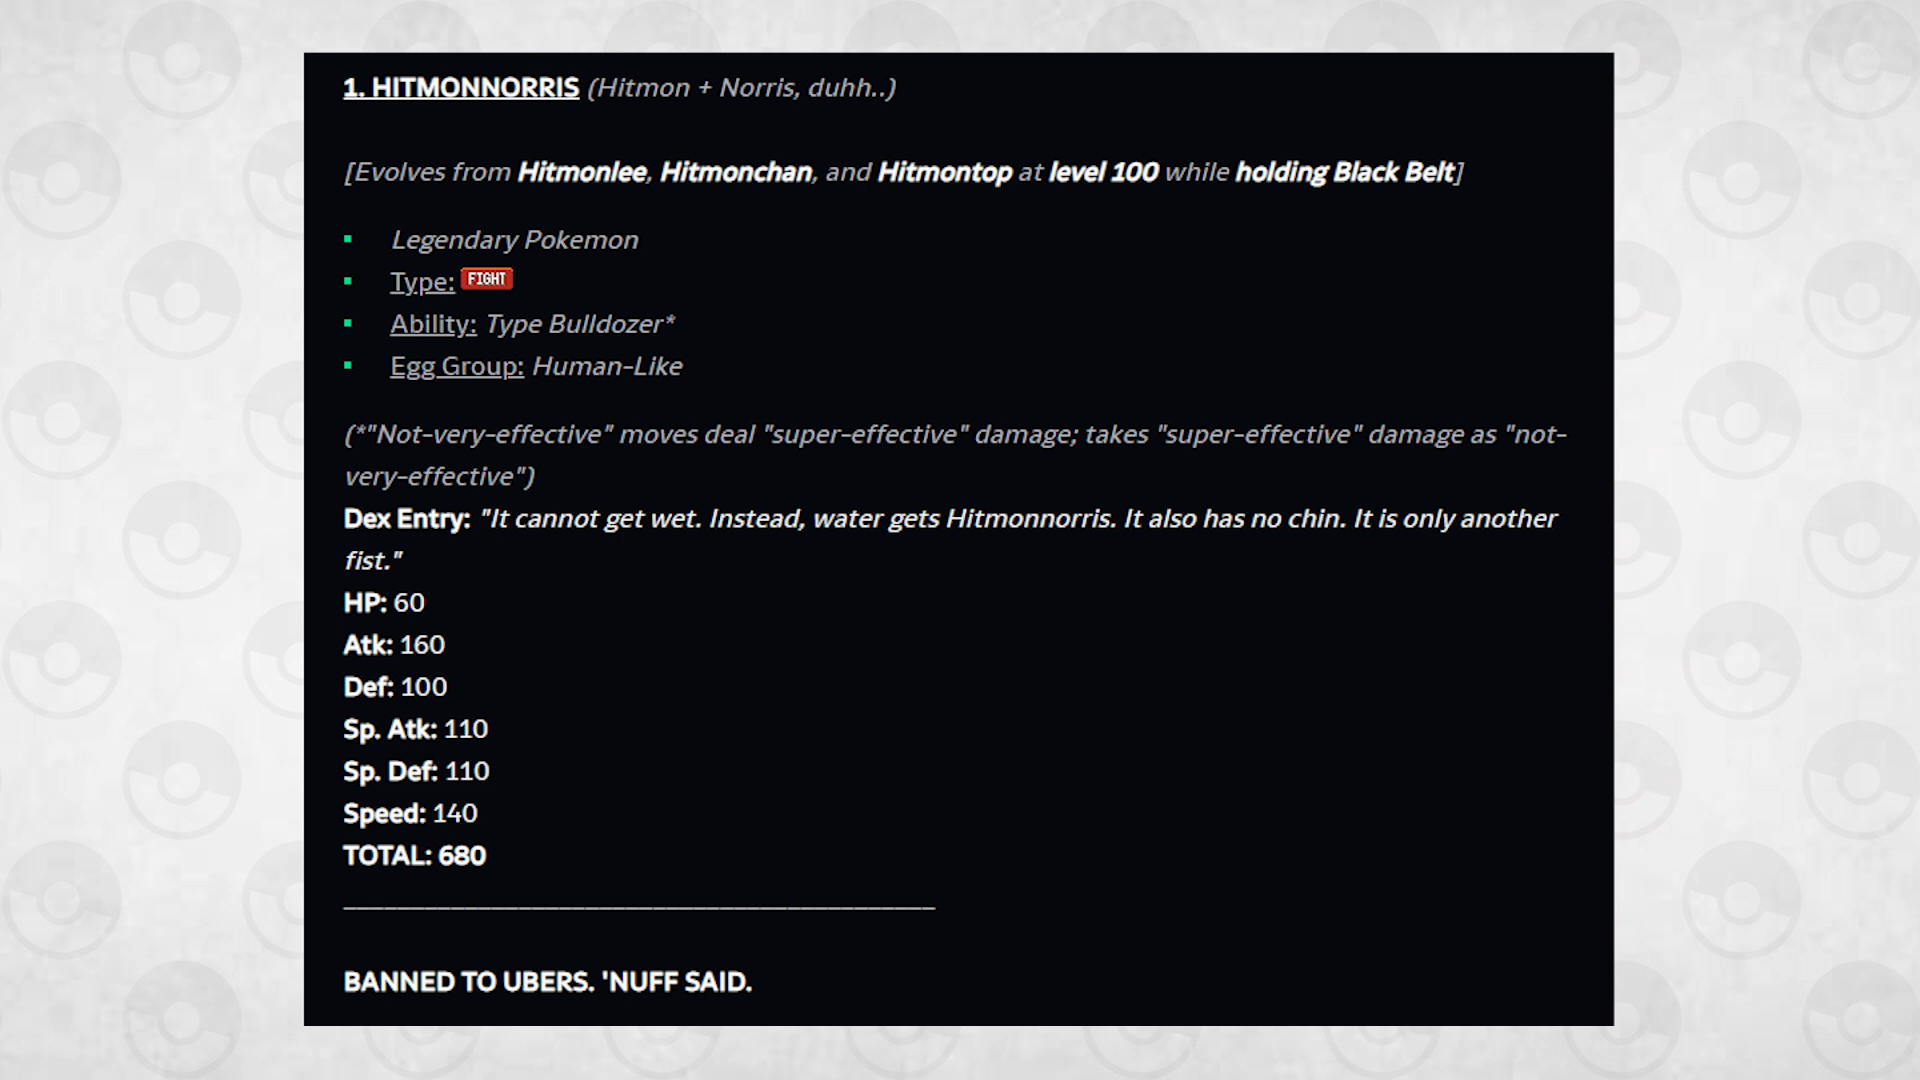 1. HITMONNORRIS (Hitmon + Norris, duhh..)
[Evolves from Hitmonlee, Hitmonchan, and Hitmontop at level 100 while holding Black Belt]
Legendary Pokemon
Type: FIGHT
Ability: Type Bulldozer*
Egg Group: Human-Like
(*"Not-very-effective" moves deal "super-effective" damage; takes "super-effective" damage as "not-
very-effective")
Dex Entry: "It cannot get wet. Instead, water gets Hitmonnorris. It also has no chin. It is only another
fist."
HP: 60
Atk: 160
Def: 100
Sp. Atk: 110
Sp. Def: 110
Speed: 140
TOTAL: 680
BANNED TO UBERS. 'NUFF SAID.